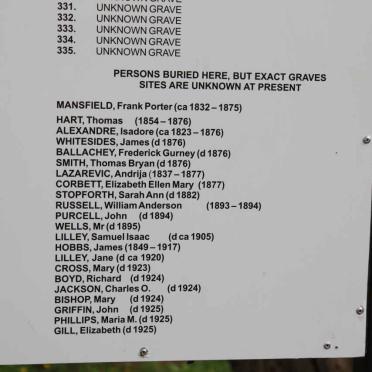 331. UNKNOWN GRAVE
332. UNKNOWN GRAVE
333. UNKNOWN GRAVE
334. UNKNOWN GRAVE
335. UNKNOWN GRAVE
PERSONS BURIED HERE, BUT EXACT GRAVES
SITES ARE UNKNOWN AT PRESENT
MANSFIELD, Frank Porter (ca 1832 – 1875)
HART, Thomas (1854 – 1876)
ALEXANDRE, Isadore (ca 1823 – 1876)
WHITESIDES, James (d 1876)
BALLACHEY, Frederick Gurney (d 1876)
SMITH, Thomas Bryan (d 1876)
LAZAREVIC, Andrija (1837 – 1877)
CORBETT, Elizabeth Ellen Mary (1877)
STOPFORTH, Sarah Ann (d 1882)
RUSSELL, William Anderson (1893 – 1894)
PURCELL, John (d 1894)
WELLS, Mr (d 1895)
LILLEY, Samuel Isaac (d ca 1905)
HOBBS, James (1849 – 1917)
LILLEY, Jane (d ca 1920)
CROSS, Mary (d 1923)
BOYD, Richard (d 1924)
JACKSON, Charles O. (d 1924)
BISHOP, Mary (d 1924)
GRIFFIN, John (d 1925)
PHILLIPS, Maria M. (d 1925)
GILL, Elizabeth (d 1925)